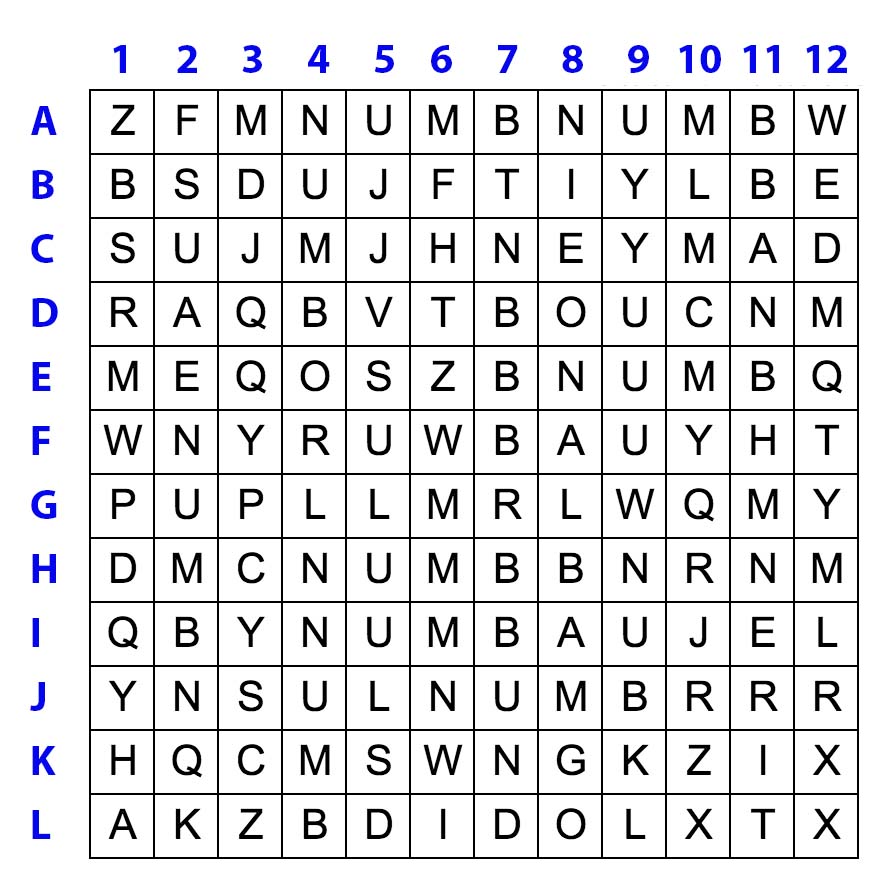 1 2 3 4 5 6 7 8 9 10 11 12
A Z F M N U M B N U M B W
B B S D U J F T I Y L B E
C S U J M J H N E Y M A D
D R A Q B V T B O U C N M
E M E Q O S Z B N U M B Q
F W N Y R U W B A U Y H T
G P U P L L M R L W Q M Y
H D M C N U M B B N R N M
I Q B Y N U M B A U J E L
J Y N S U L N U M B R R R
K H Q C M S W N G K Z I X
L A K Z B D I D O L X T X